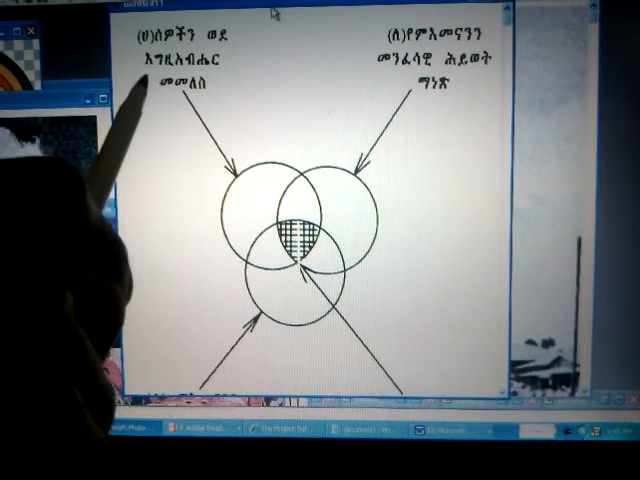 (ሀ)ሰዎችን ወደ
እግዚአብሔር
መመለስ
(ለ)የምእመናንን
መንፈሳዊ ሕይወት
ማነጽ